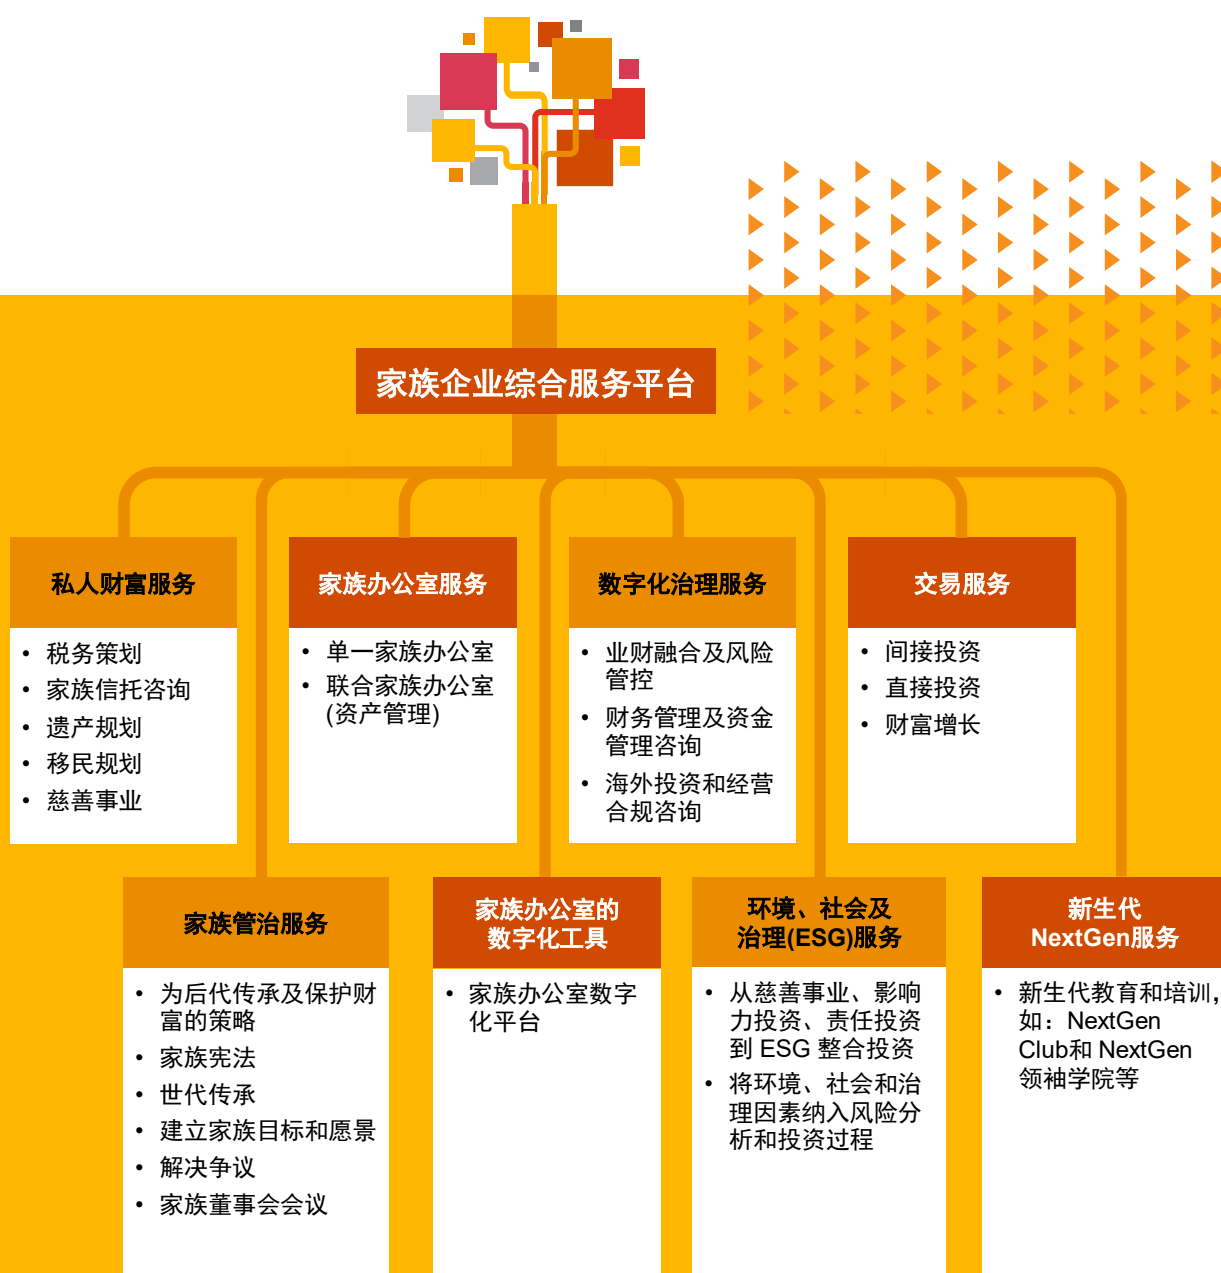 家族企业综合服务平台
私人财富服务
• 税务策划
• 家族信托咨询
• 遗产规划
• 移民规划
• 慈善事业
家族办公室服务
• 单一家族办公室
• 联合家族办公室
(资产管理)
数字化治理服务
• 业财融合及风险
管控
• 财务管理及资金
管理咨询
• 海外投资和经营
合规咨询
交易服务
• 间接投资
• 直接投资
• 财富增长
家族管治服务
• 为后代传承及保护财
富的策略
• 家族宪法
• 世代传承
• 建立家族目标和愿景
• 解决争议
• 家族董事会会议
家族办公室的
数字化工具
• 家族办公室数字
化平台
环境、社会及
治理(ESG)服务
• 从慈善事业、影响
力投资、责任投资
到 ESG 整合投资
• 将环境、社会和治
理因素纳入风险分
析和投资过程
新生代
NextGen服务
• 新生代教育和培训，
如：NextGen
Club和 NextGen
领袖学院等